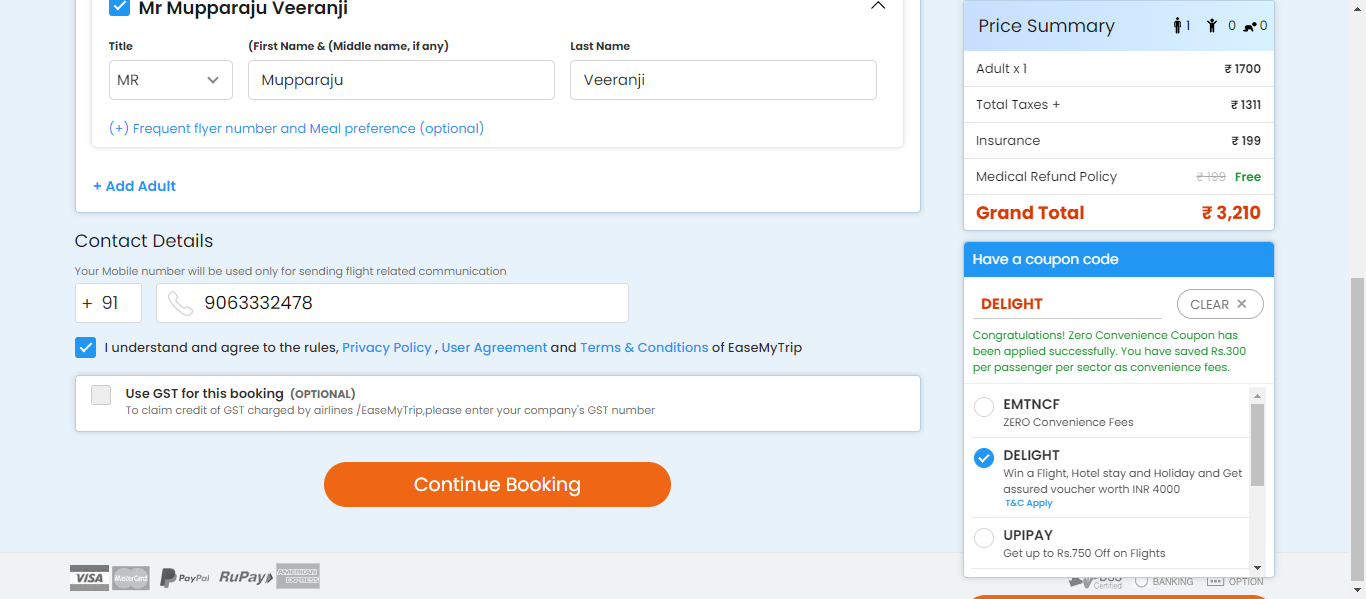 Mr Mupparaju Veeranji
Title
(First Name & (Middle name, if any)
Last Name
MR
Mupparaju
Veeranji
(+) Frequent flyer number and Meal preference (optional)
+ Add Adult
Contact Details
Your Mobile number will be used only for sending flight related communication
+ 91
9063332478
I understand and agree to the rules, Privacy Policy , User Agreement and Terms & Conditions of EaseMyTrip
Use GST for this booking (OPTIONAL)
To claim credit of GST charged by airlines /EaseMyTrip,please enter your company's GST number
Continue Booking
VISA MasterCard PayPal RuPay AMERICAN EXPRESS
Price Summary 1 0 0
Adult x 1 ₹ 1700
Total Taxes + ₹ 1311
Insurance ₹ 199
Medical Refund Policy ₹ 199 Free
Grand Total ₹ 3,210
Have a coupon code
DELIGHT CLEAR ✕
Congratulations! Zero Convenience Coupon has
been applied successfully. You have saved Rs.300
per passenger per sector as convenience fees.
EMTNCF
ZERO Convenience Fees
DELIGHT
Win a Flight, Hotel stay and Holiday and Get
assured voucher worth INR 4000
T&C Apply
UPIPAY
Get up to Rs.750 Off on Flights
Certified BANKING OPTION